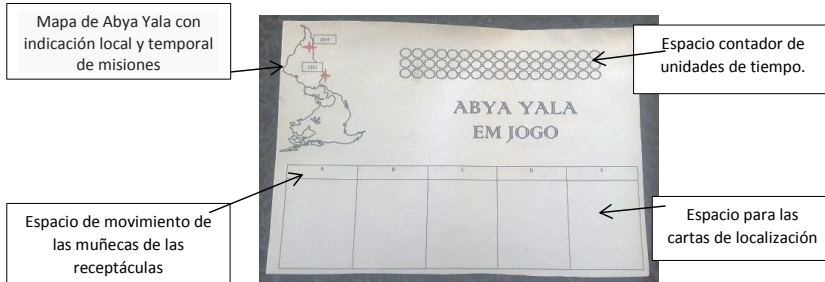 Mapa de Abya Yala con
indicación local y temporal
de misiones
Espacio contador de
unidades de tiempo.
2019
ABYA YALA
EM JOGO
A B C D E
Espacio de movimiento de
las muñecas de las
receptáculas
Espacio para las
cartas de localización